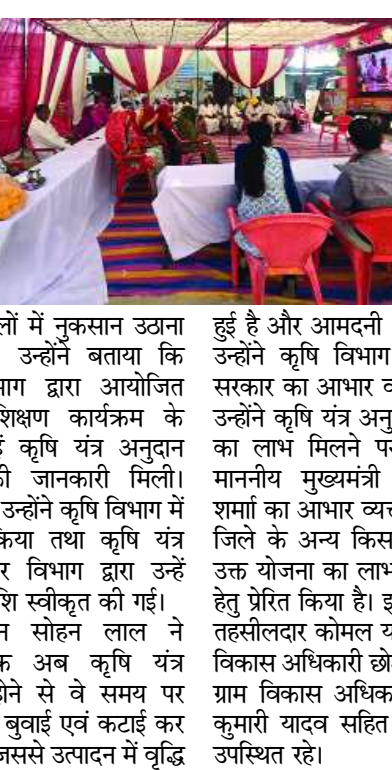 लों में नुकसान उठाना
उन्होंने बताया कि
भाग द्वारा आयोजित
शिक्षण कार्यक्रम के
कृषि यंत्र अनुदान
की जानकारी मिली।
उन्होंने कृषि विभाग में
किया तथा कृषि यंत्र
विभाग द्वारा उन्हें
शि स्वीकृत की गई।
न सोहन लाल ने
क अब कृषि यंत्र
होने से वे समय पर
बुवाई एवं कटाई कर
जससे उत्पादन में वृद्धि
हुई है और आमदनी
उन्होंने कृषि विभाग
सरकार का आभार व
उन्होंने कृषि यंत्र अनु
का लाभ मिलने पर
माननीय मुख्यमंत्री
शर्मा का आभार व्यक्त
जिले के अन्य किस
उक्त योजना का लाभ
हेतु प्रेरित किया है। इ
तहसीलदार कोमल य
विकास अधिकारी छो
ग्राम विकास अधिक
कुमारी यादव सहित
उपस्थित रहे।